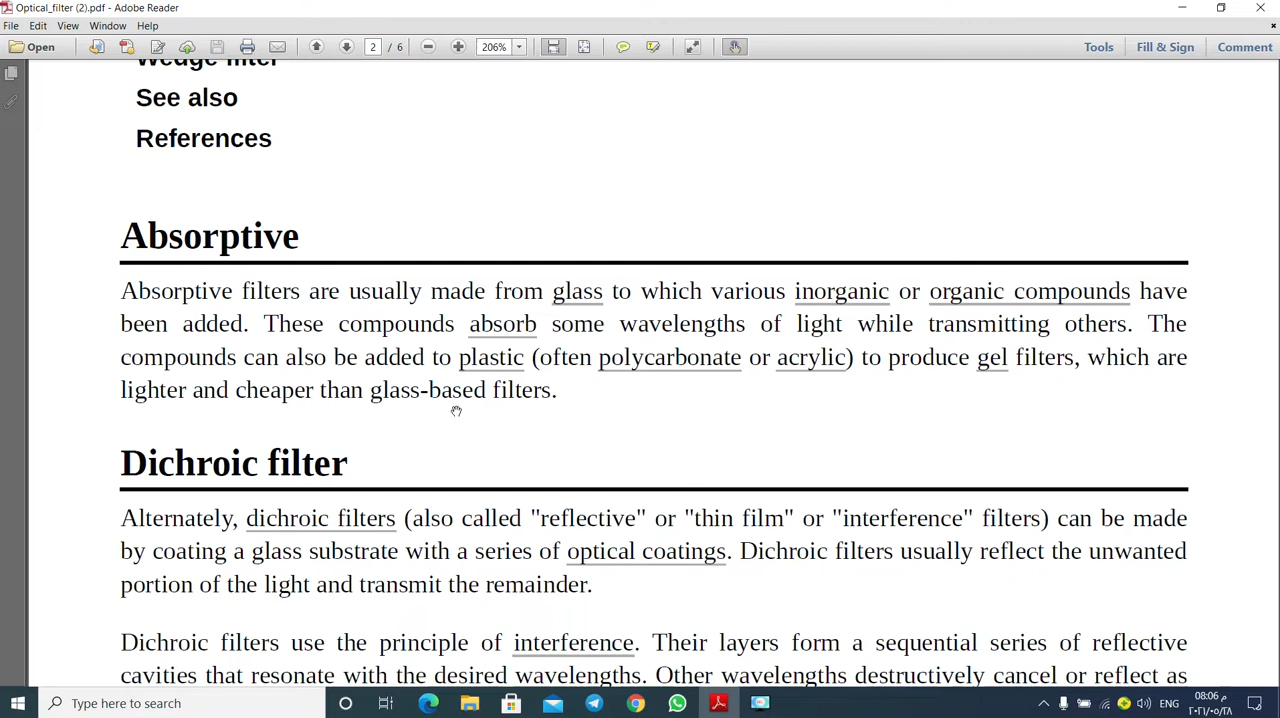 Optical_filter (2).pdf - Adobe Reader
File Edit View Window Help
Open 2 / 6 206% Tools Fill & Sign Comment
Wedge filter
See also
References
Absorptive
Absorptive filters are usually made from glass to which various inorganic or organic compounds have
been added. These compounds absorb some wavelengths of light while transmitting others. The
compounds can also be added to plastic (often polycarbonate or acrylic) to produce gel filters, which are
lighter and cheaper than glass-based filters.
Dichroic filter
Alternately, dichroic filters (also called "reflective" or "thin film" or "interference" filters) can be made
by coating a glass substrate with a series of optical coatings. Dichroic filters usually reflect the unwanted
portion of the light and transmit the remainder.
Dichroic filters use the principle of interference. Their layers form a sequential series of reflective
cavities that resonate with the desired wavelengths. Other wavelengths destructively cancel or reflect as
Type here to search ENG 08:06 م
٢٠٢١/٠٥/٢٨